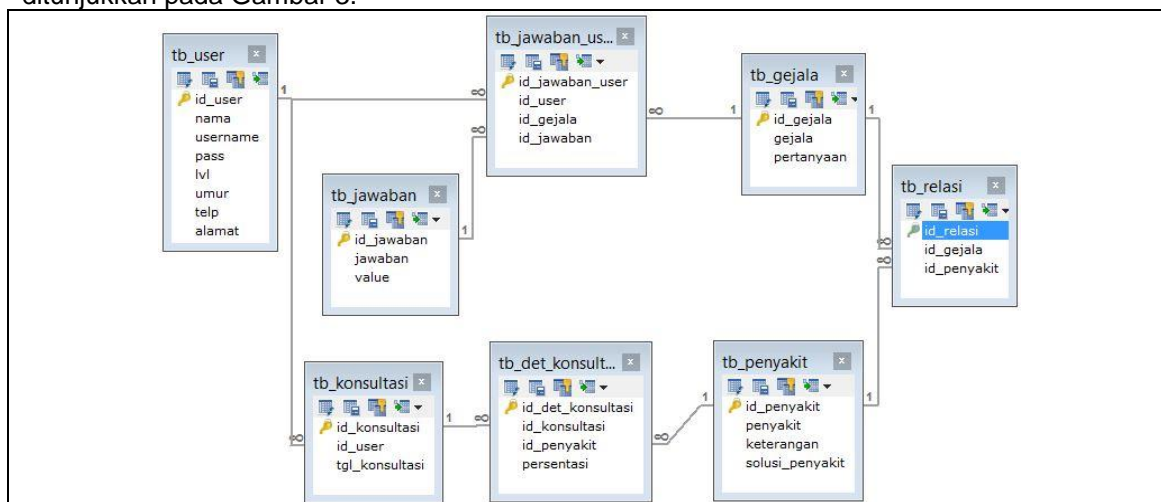 ditunjukkan pada Gambar 3.
tb_user
id_user
nama
username
pass
lvl
umur
telp
alamat
1
∞
tb_jawaban_us...
id_jawaban_user
id_user
id_gejala
id_jawaban
∞
∞
∞
1
tb_jawaban
id_jawaban
jawaban
value
1
tb_gejala
id_gejala
gejala
pertanyaan
1
tb_relasi
id_relasi
id_gejala
id_penyakit
∞
∞
tb_konsultasi
id_konsultasi
id_user
tgl_konsultasi
1
∞
tb_det_konsult...
id_det_konsultasi
id_konsultasi
id_penyakit
persentasi
∞
1
tb_penyakit
id_penyakit
penyakit
keterangan
solusi_penyakit
1